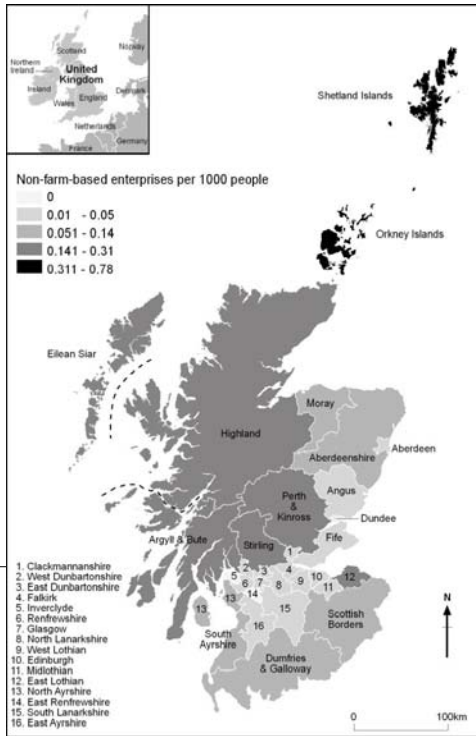 Scotland
Norway
Northern
Ireland
United
Kingdom
Ireland
Denmark
Wales
England
Netherlands
Germany
France
Shetland Islands
Non-farm-based enterprises per 1000 people
0
0.01 - 0.05
0.051 - 0.14
0.141 - 0.31
0.311 - 0.78
Orkney Islands
Eilean Siar
Moray
Highland
Aberdeen
Aberdeenshire
Perth
&
Kinross
Angus
Dundee
Argyll & Bute
Stirling
Fife
1
2
3
4
5
6
7
8
9
10
11
12
13
13
14
15
16
South
Ayrshire
Scottish
Borders
Dumfries
& Galloway
1. Clackmannanshire
2. West Dunbartonshire
3. East Dunbartonshire
4. Falkirk
5. Inverclyde
6. Renfrewshire
7. Glasgow
8. North Lanarkshire
9. West Lothian
10. Edinburgh
11. Midlothian
12. East Lothian
13. North Ayrshire
14. East Renfrewshire
15. South Lanarkshire
16. East Ayrshire
N
0 100km